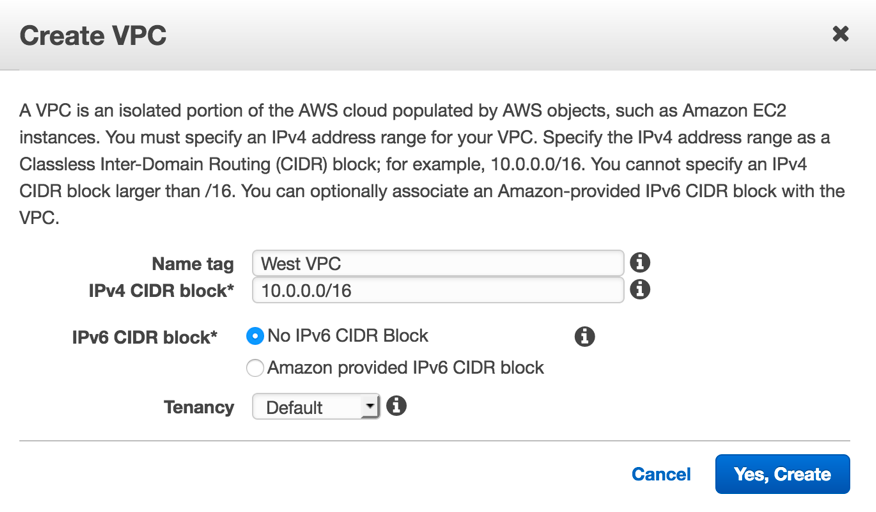 Create VPC
A VPC is an isolated portion of the AWS cloud populated by AWS objects, such as Amazon EC2
instances. You must specify an IPv4 address range for your VPC. Specify the IPv4 address range as a
Classless Inter-Domain Routing (CIDR) block; for example, 10.0.0.0/16. You cannot specify an IPv4
CIDR block larger than /16. You can optionally associate an Amazon-provided IPv6 CIDR block with the
VPC.
Name tag West VPC
IPv4 CIDR block* 10.0.0.0/16
IPv6 CIDR block* No IPv6 CIDR Block
Amazon provided IPv6 CIDR block
Tenancy Default
Cancel Yes, Create